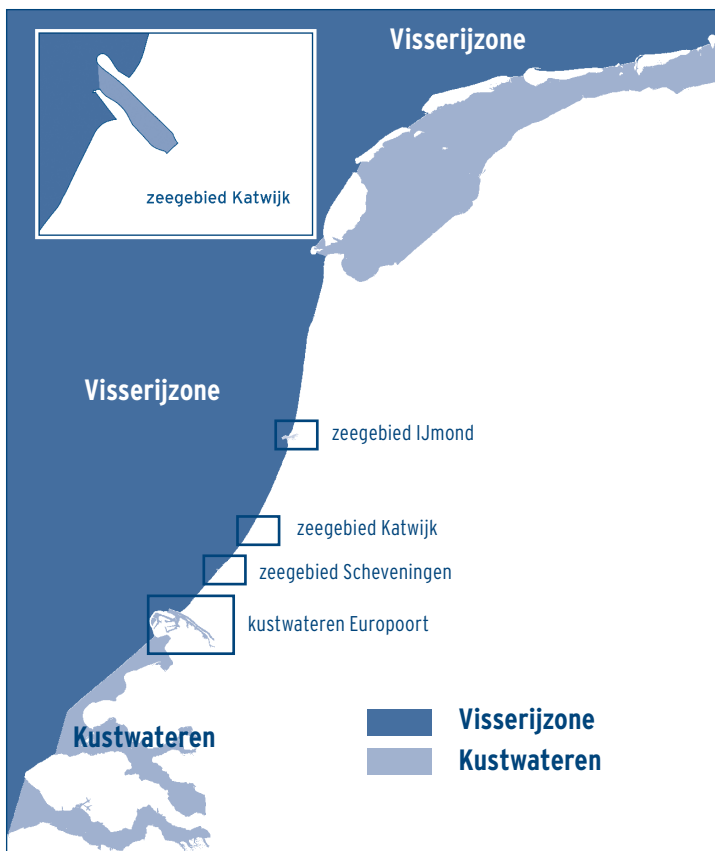 Visserijzone
zeegebied Katwijk
Visserijzone
zeegebied IJmond
zeegebied Katwijk
zeegebied Scheveningen
kustwateren Europoort
Kustwateren
Visserijzone
Kustwateren